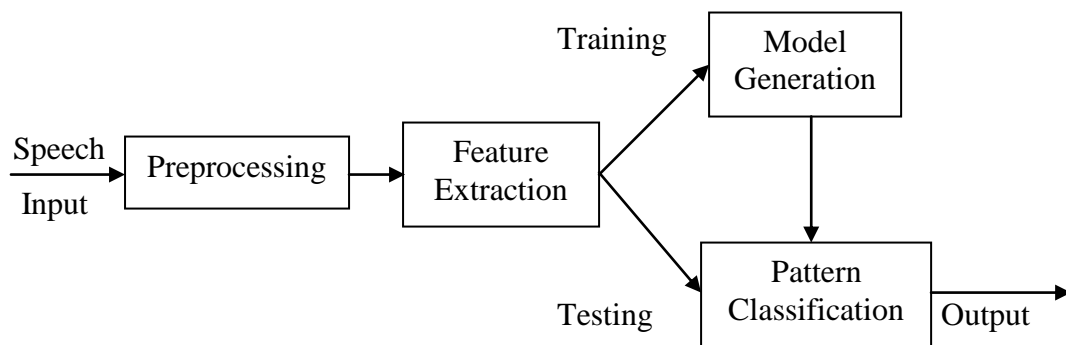 Speech
Input
Preprocessing
Feature
Extraction
Training
Model
Generation
Testing
Pattern
Classification
Output